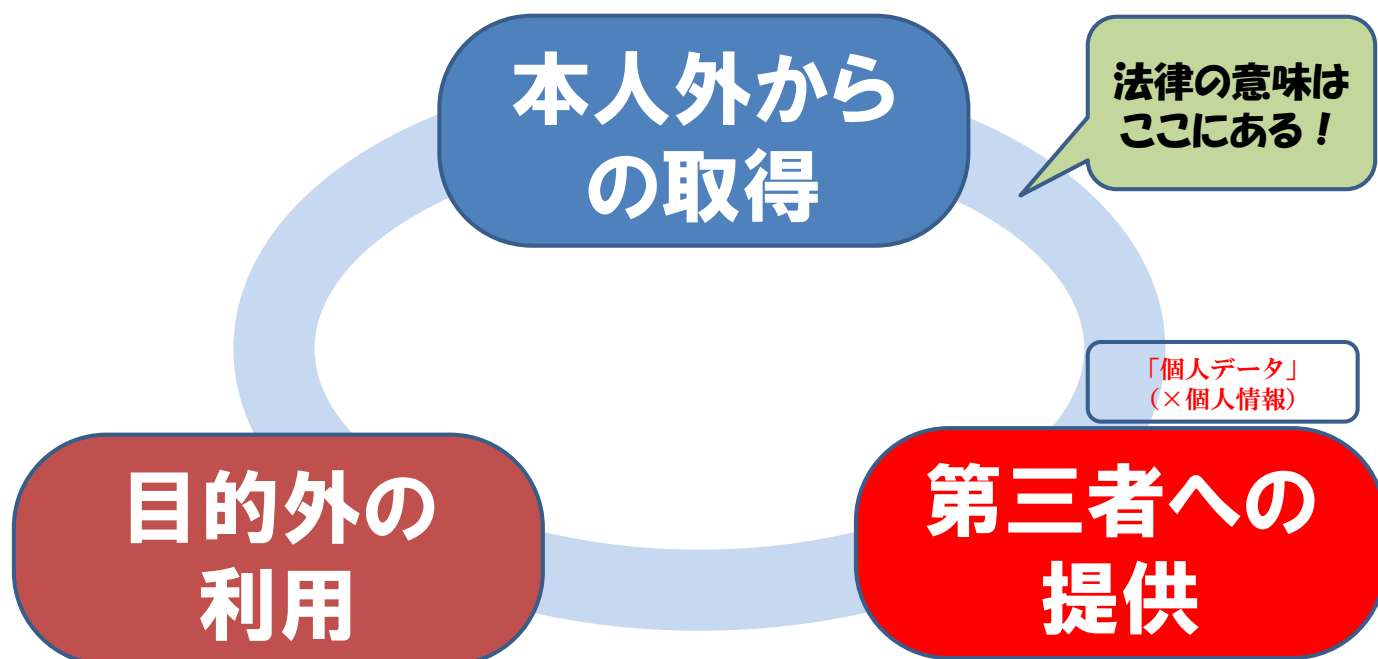 本人外から
の取得
法律の意味は
ここにある！
「個人データ」
（×個人情報）
目的外の
利用
第三者への
提供